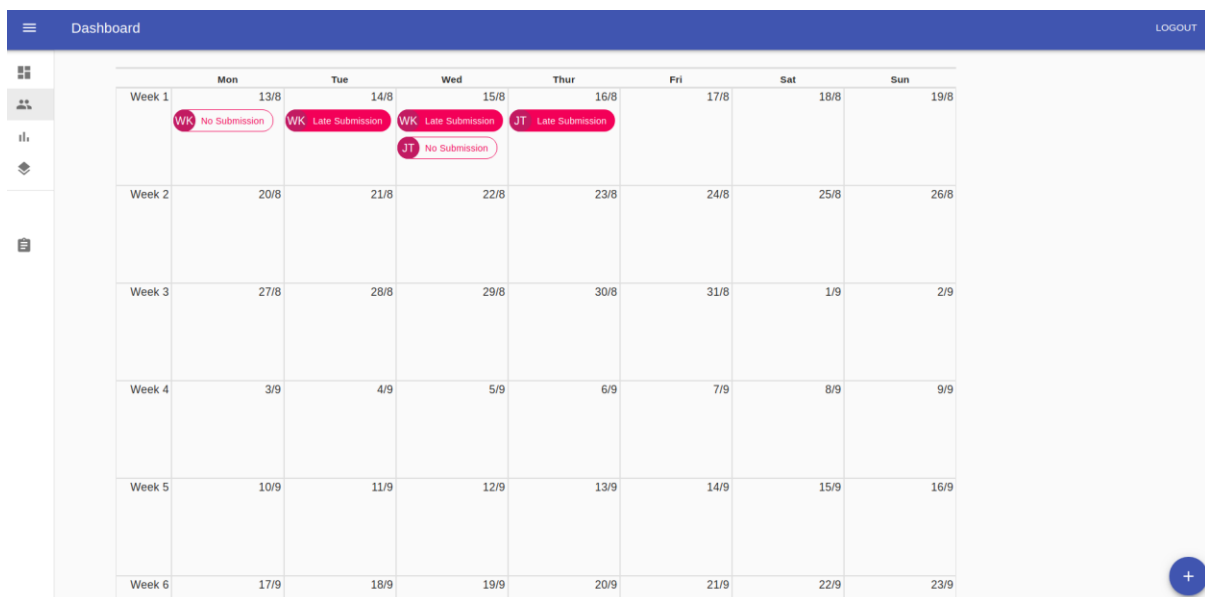 Dashboard LOGOUT
Mon Tue Wed Thur Fri Sat Sun
Week 1 13/8 14/8 15/8 16/8 17/8 18/8 19/8
WK No Submission WK Late Submission WK Late Submission JT Late Submission
JT No Submission
Week 2 20/8 21/8 22/8 23/8 24/8 25/8 26/8
Week 3 27/8 28/8 29/8 30/8 31/8 1/9 2/9
Week 4 3/9 4/9 5/9 6/9 7/9 8/9 9/9
Week 5 10/9 11/9 12/9 13/9 14/9 15/9 16/9
Week 6 17/9 18/9 19/9 20/9 21/9 22/9 23/9
+